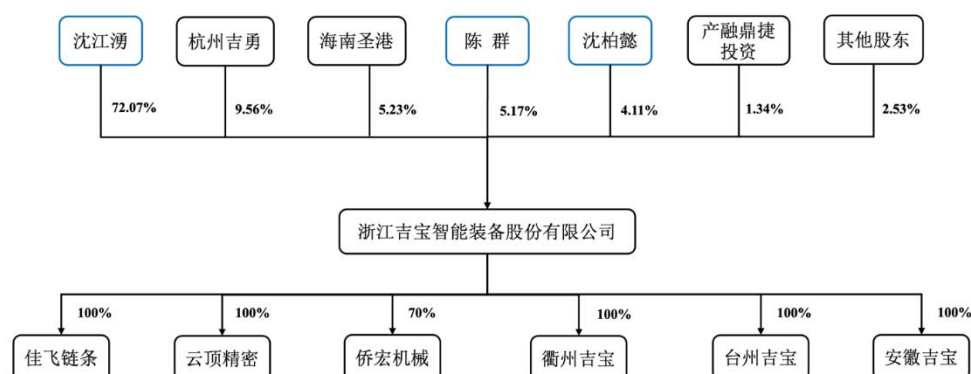 沈江湧
杭州吉勇
海南圣港
陈 群
沈柏懿
产融鼎捷
投资
其他股东
72.07%
9.56%
5.23%
5.17%
4.11%
1.34%
2.53%
浙江吉宝智能装备股份有限公司
100%
100%
70%
100%
100%
100%
佳飞链条
云顶精密
侨宏机械
衢州吉宝
台州吉宝
安徽吉宝